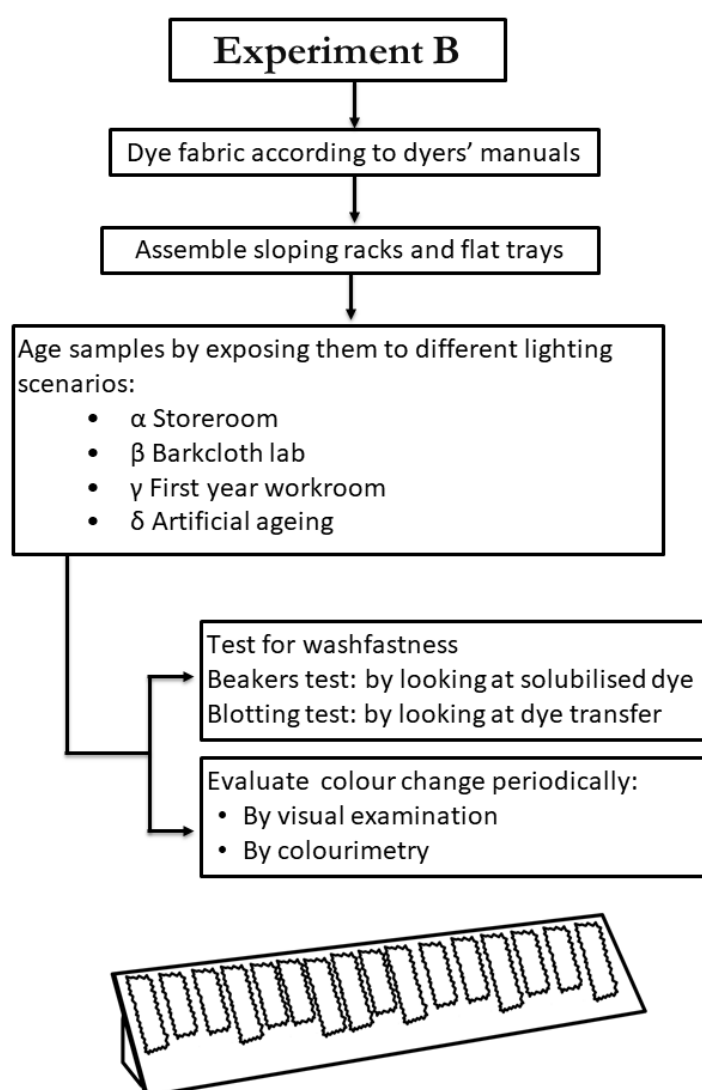 Experiment B
Dye fabric according to dyers’ manuals
Assemble sloping racks and flat trays
Age samples by exposing them to different lighting
scenarios:
• α Storeroom
• β Barkcloth lab
• γ First year workroom
• δ Artificial ageing
Test for washfastness
Beakers test: by looking at solubilised dye
Blotting test: by looking at dye transfer
Evaluate colour change periodically:
• By visual examination
• By colourimetry